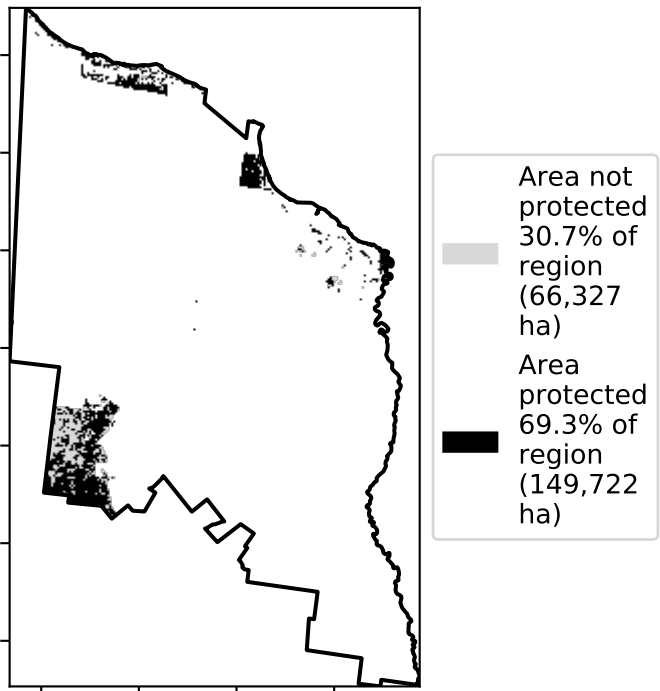 Area not
protected
30.7% of
region
(66,327
ha)
Area
protected
69.3% of
region
(149,722
ha)